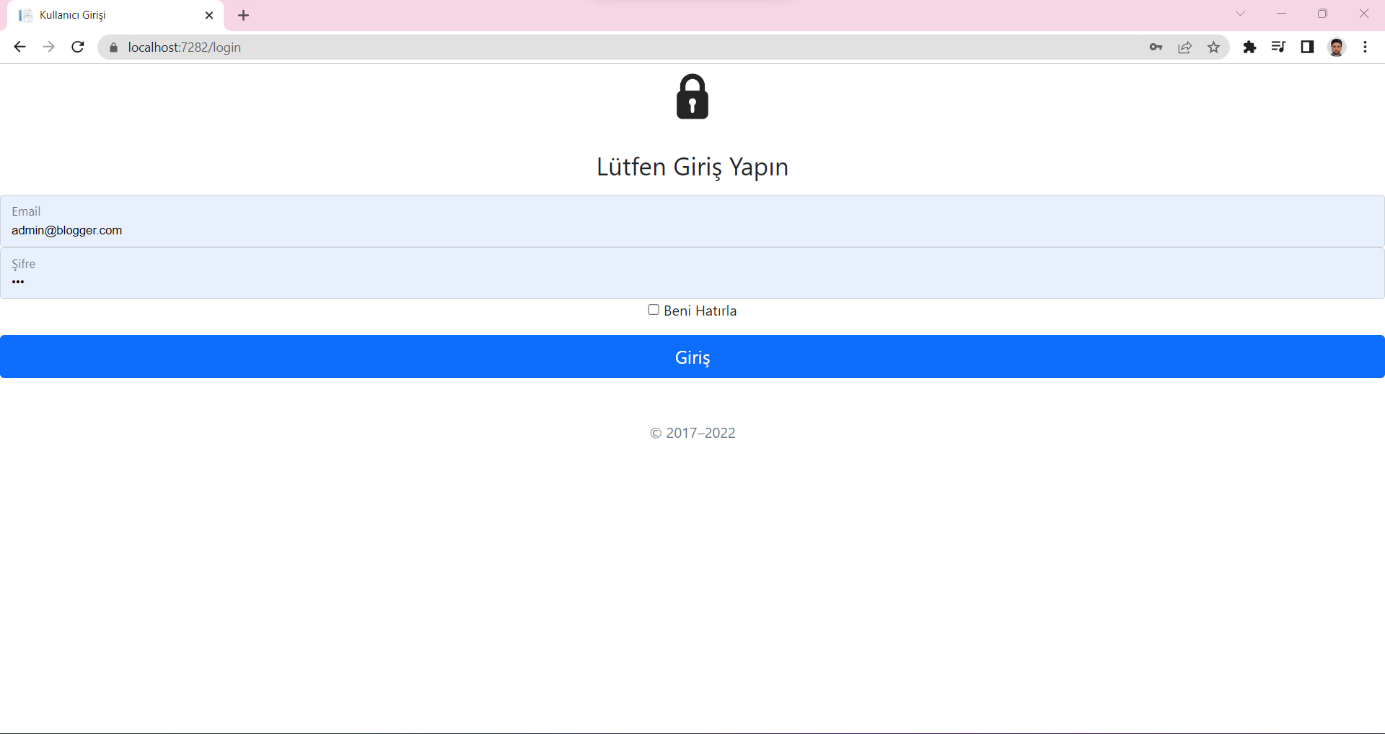 Kullanıcı Girişi
localhost:7282/login
Lütfen Giriş Yapın
Email
admin@blogger.com
Şifre
•••
Beni Hatırla
Giriş
© 2017–2022